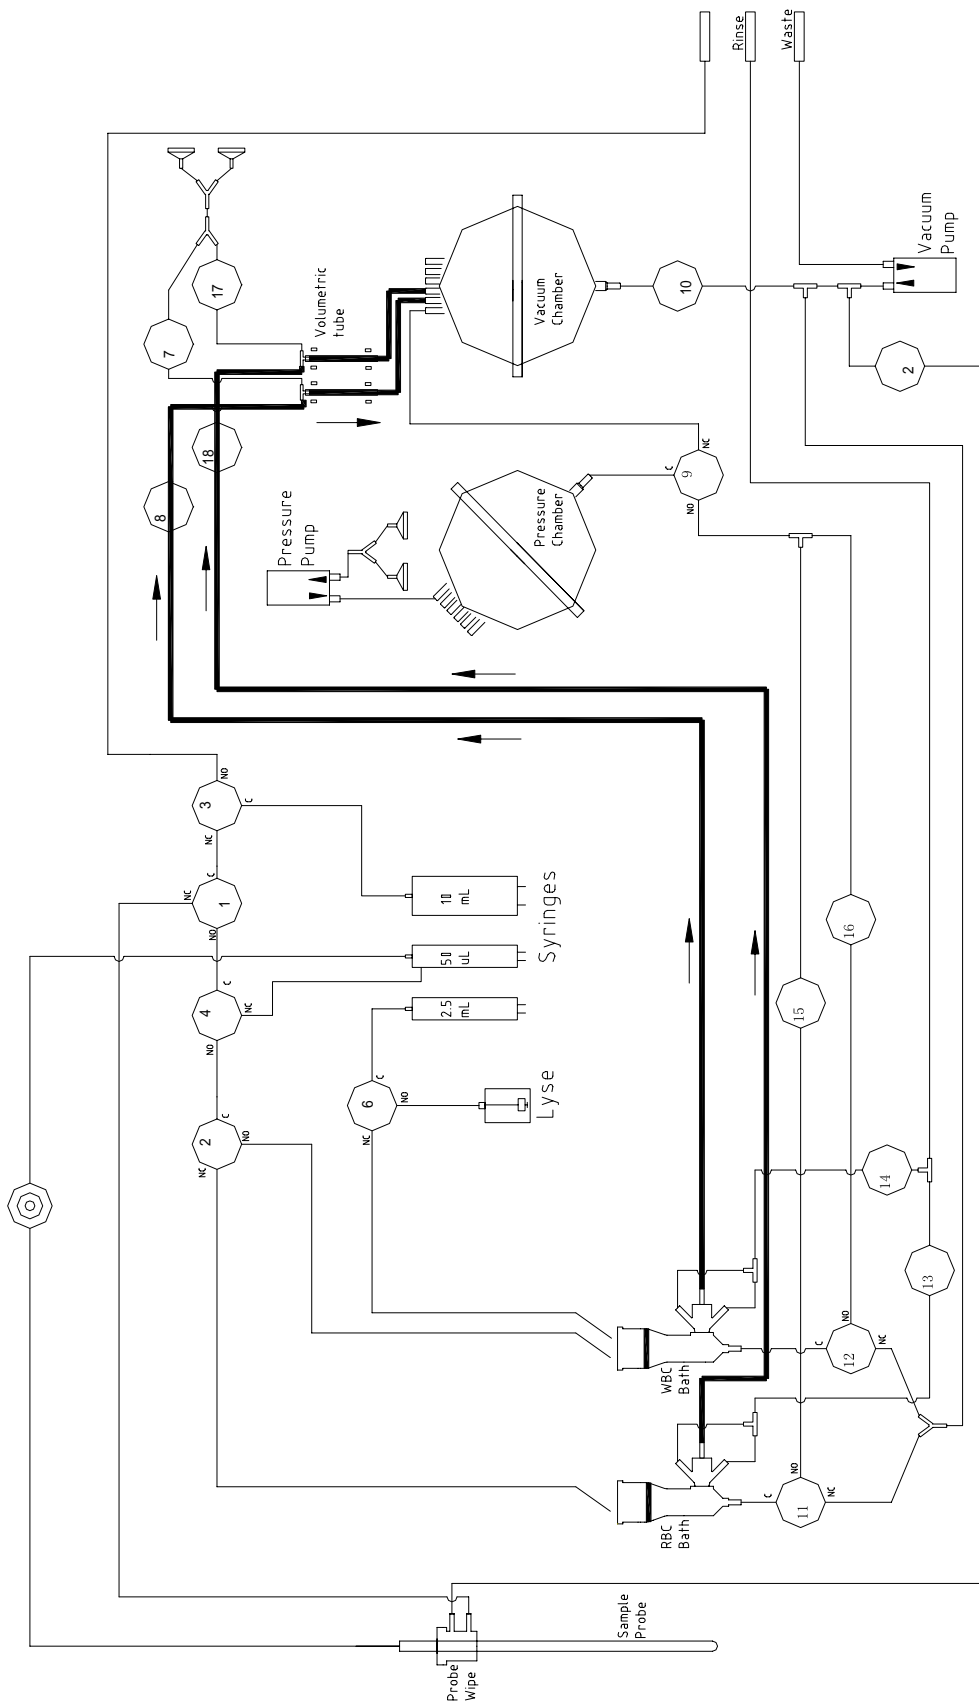 Rinse
Waste
7
17
Volumetric
tube
Vacuum
Chamber
10
Vacuum
Pump
2
8
18
Pressure
Pump
Pressure
Chamber
C
9
NC
NO
3
NO
C
NC
NC
C
1
NO
10
mL
50
uL
2.5
mL
Syringes
C
4
NC
NO
C
6
NO
NC
Lyse
C
2
NO
NC
16
15
14
13
WBC
Bath
NO
C
12
NC
RBC
Bath
NO
C
11
NC
Sample
Probe
Probe
Wipe